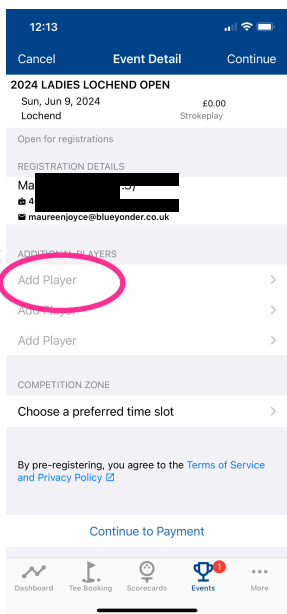 12:13
Cancel Event Detail Continue
2024 LADIES LOCHEND OPEN
Sun, Jun 9, 2024 £0.00
Lochend Strokeplay
Open for registrations
REGISTRATION DETAILS
maureenjoyce@blueyonder.co.uk
ADDITIONAL PLAYERS
Add Player
Add Player
Add Player
COMPETITION ZONE
Choose a preferred time slot
By pre-registering, you agree to the Terms of Service
and Privacy Policy
Continue to Payment
1
Dashboard Tee Booking Scorecards Events More